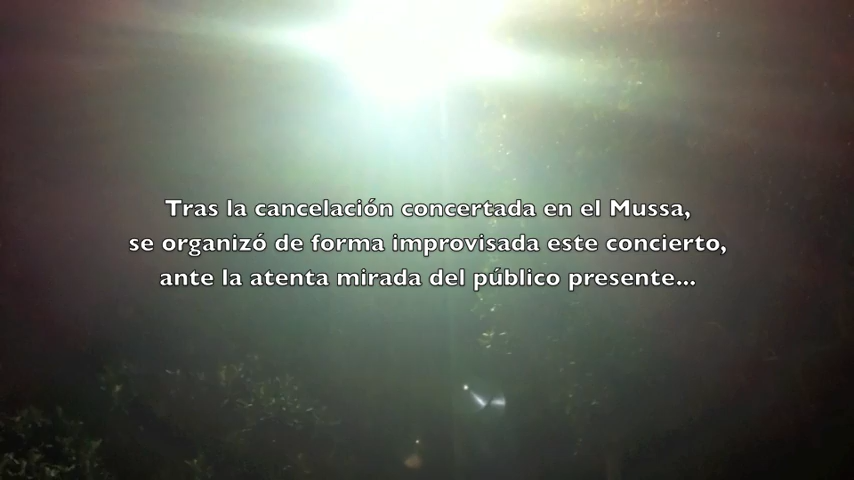 Tras la cancelación concertada en el Mussa,
se organizó de forma improvisada este concierto,
ante la atenta mirada del público presente...